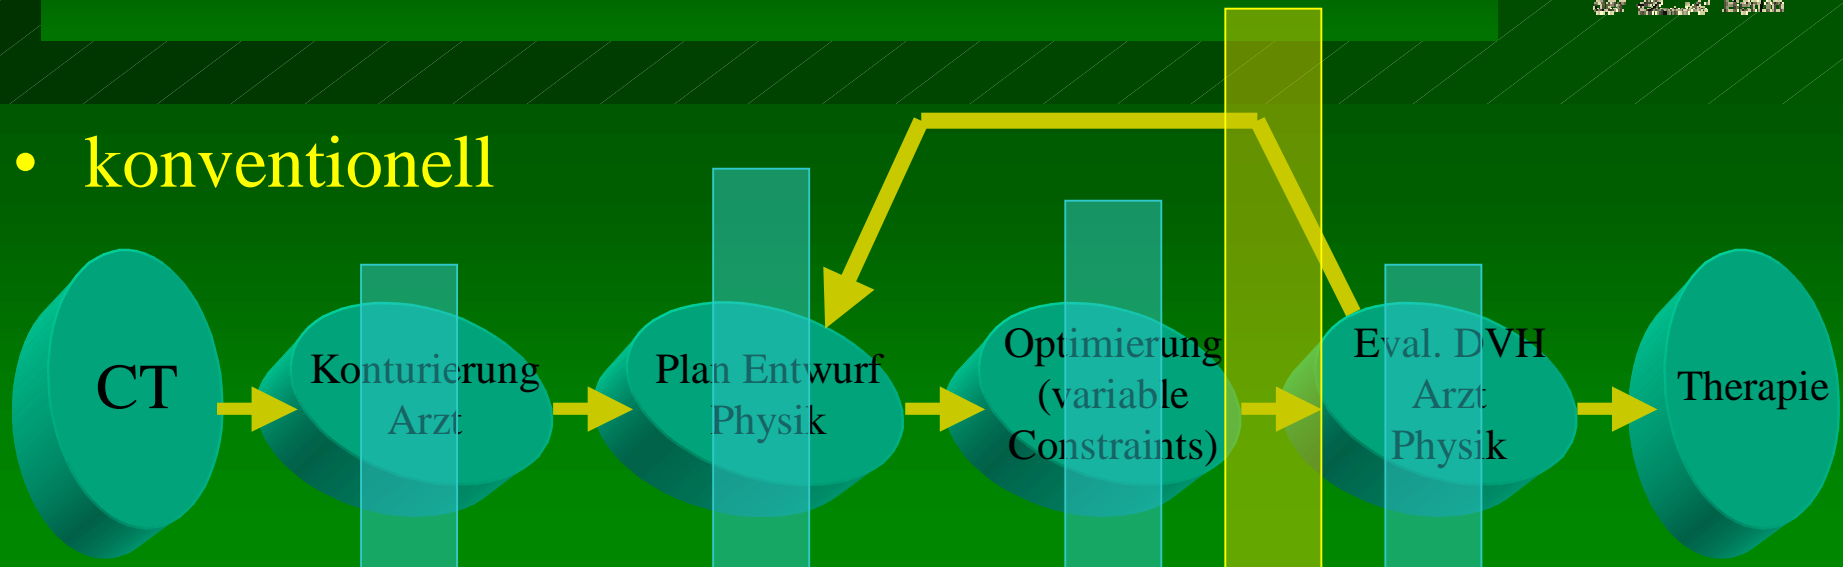 • konventionell
CT
Konturierung
Arzt
Plan Entwurf
Physik
Optimierung
(variable
Constraints)
Eval. DVH
Arzt
Physik
Therapie